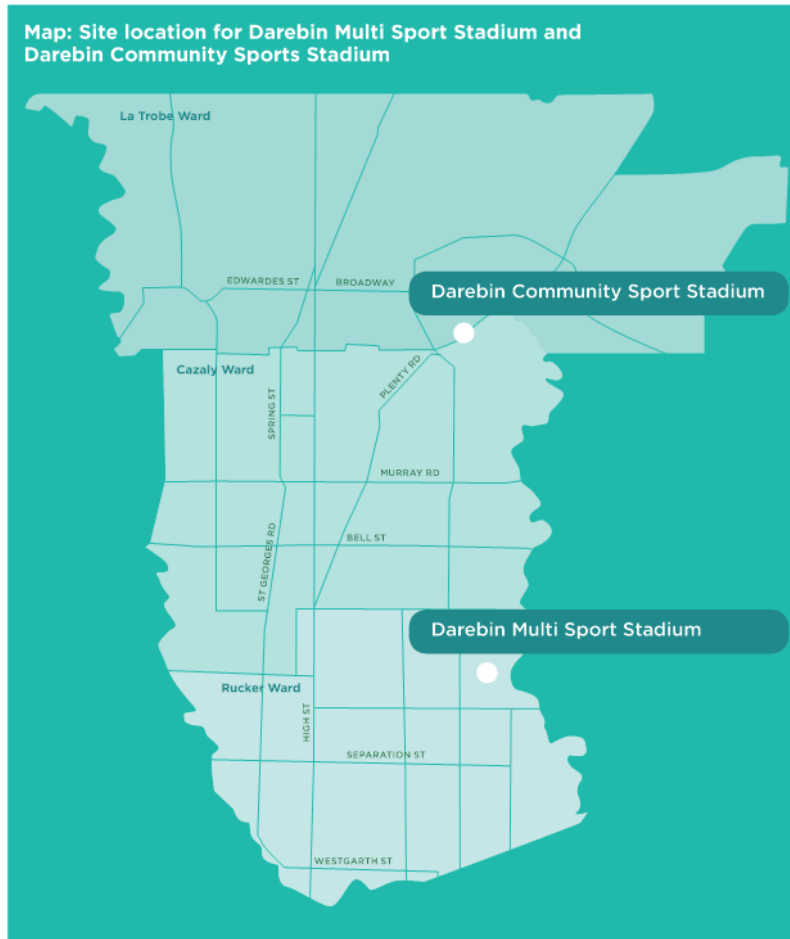 Map: Site location for Darebin Multi Sport Stadium and
Darebin Community Sports Stadium
La Trobe Ward
EDWARDES ST
BROADWAY
Darebin Community Sport Stadium
Cazaly Ward
PLENTY RD
SPRING ST
MURRAY RD
BELL ST
ST GEORGES RD
Darebin Multi Sport Stadium
Rucker Ward
HIGH ST
SEPARATION ST
WESTGARTH ST